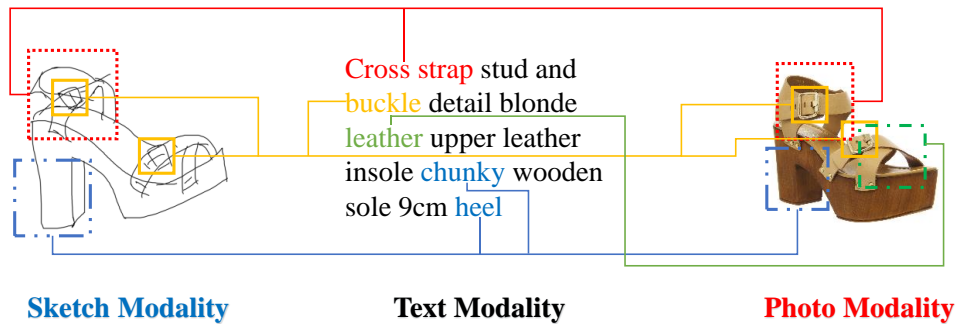 Cross strap stud and
buckle detail blonde
leather upper leather
insole chunky wooden
sole 9cm heel
Sketch Modality
Text Modality
Photo Modality